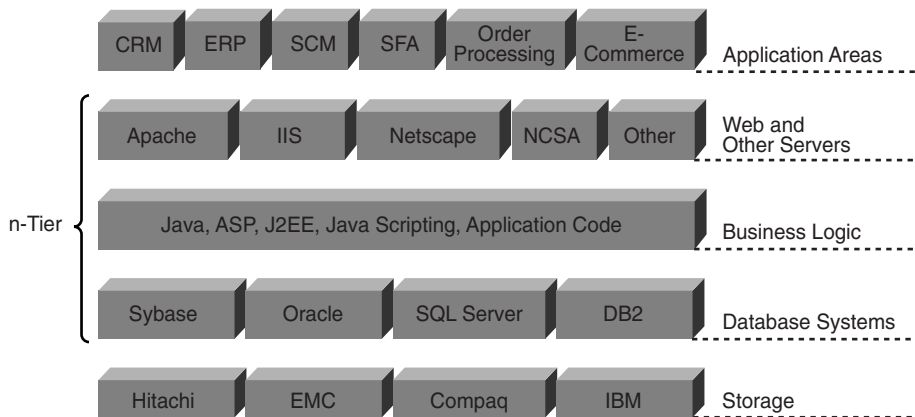 CRM ERP SCM SFA Order Processing E-Commerce Application Areas
Apache IIS Netscape NCSA Other Web and Other Servers
n-Tier
Java, ASP, J2EE, Java Scripting, Application Code Business Logic
Sybase Oracle SQL Server DB2 Database Systems
Hitachi EMC Compaq IBM Storage